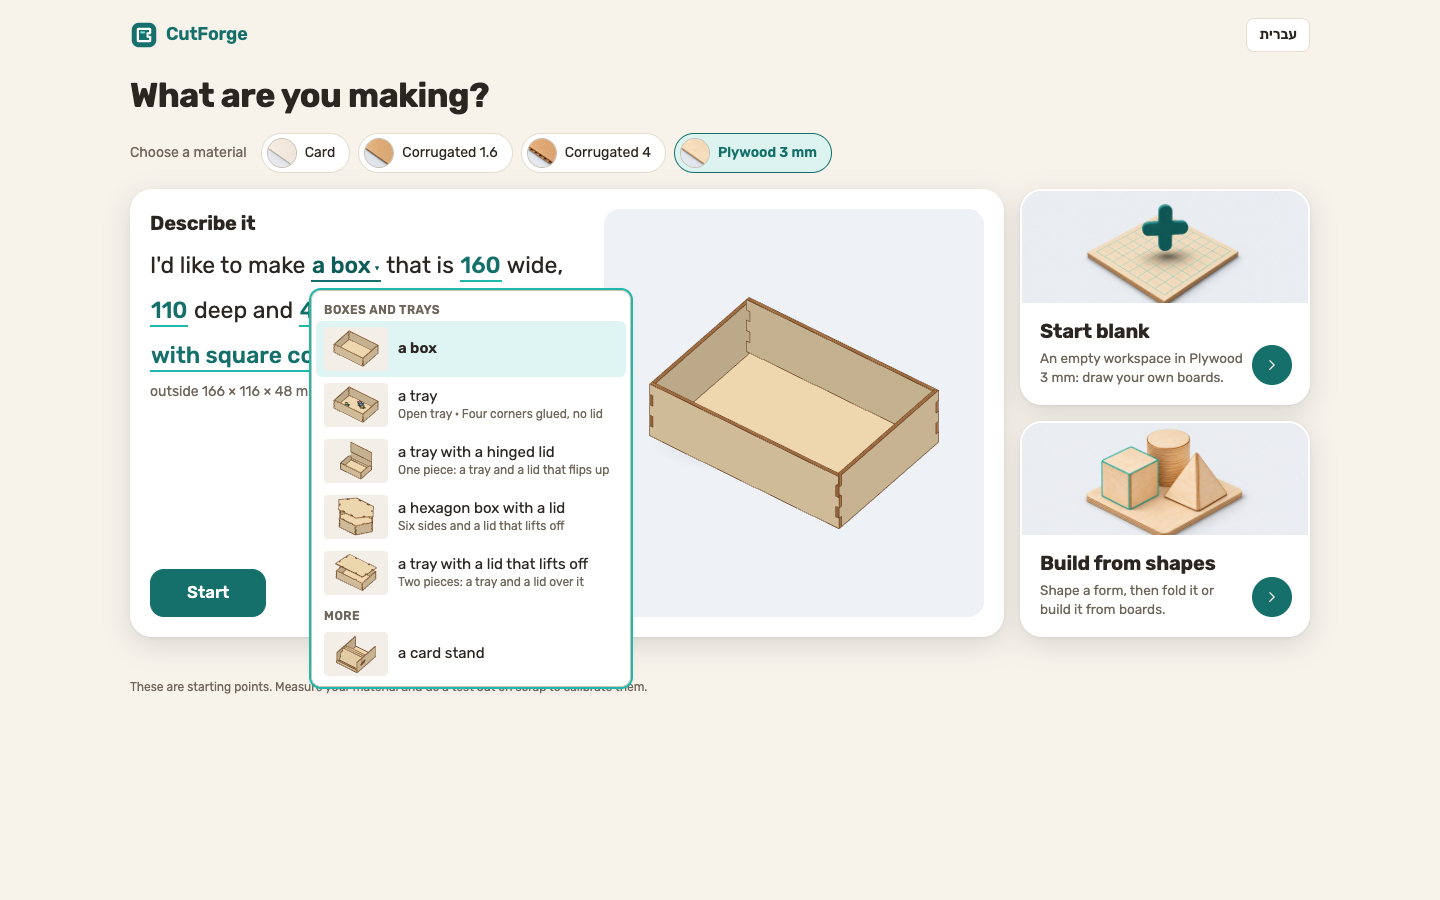 CutForge
עברית
What are you making?
Choose a material
Card
Corrugated 1.6
Corrugated 4
Plywood 3 mm
Describe it
I'd like to make a box that is 160 wide,
110 deep and
with square
outside 166 × 116 × 48
Start
BOXES AND TRAYS
a box
a tray
Open tray • Four corners glued, no lid
a tray with a hinged lid
One piece: a tray and a lid that flips up
a hexagon box with a lid
Six sides and a lid that lifts off
a tray with a lid that lifts off
Two pieces: a tray and a lid over it
MORE
a card stand
Start blank
An empty workspace in Plywood
3 mm: draw your own boards.
Build from shapes
Shape a form, then fold it or
build it from boards.
These are starting points.